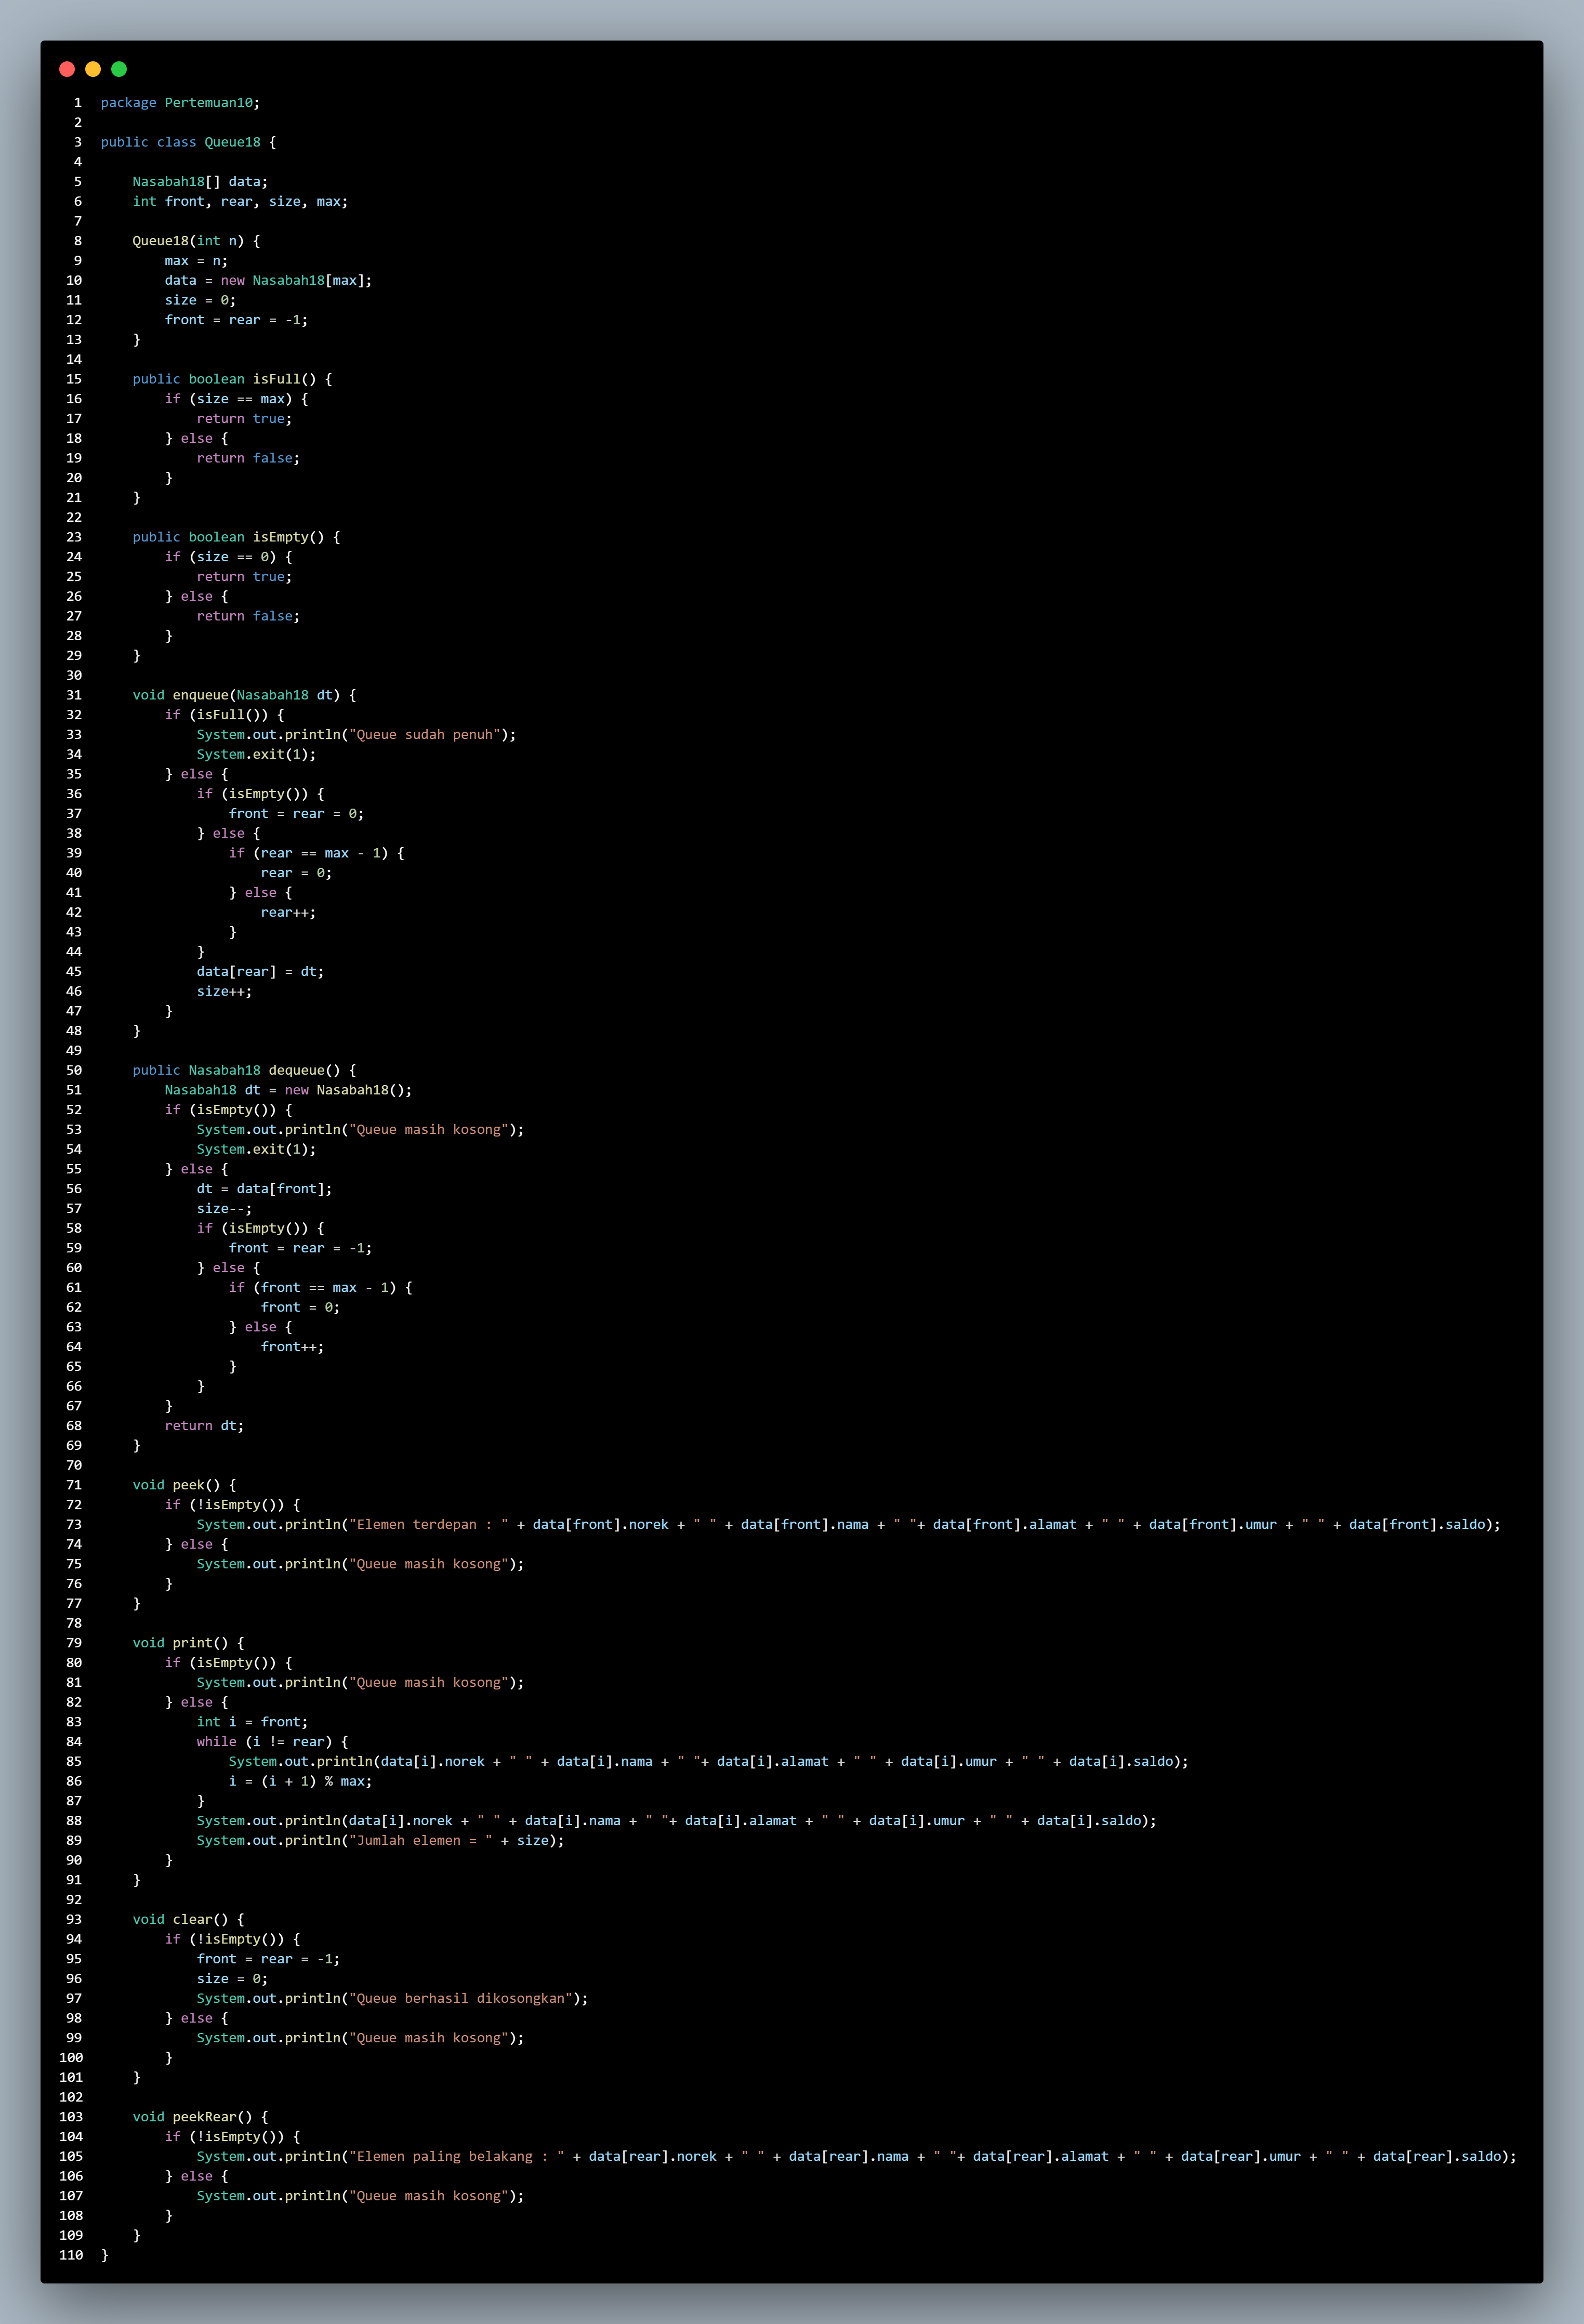 1 package Pertemuan10;
2
3 public class Queue18 {
4
5     Nasabah18[] data;
6     int front, rear, size, max;
7
8     Queue18(int n) {
9         max = n;
10         data = new Nasabah18[max];
11         size = 0;
12         front = rear = -1;
13     }
14
15     public boolean isFull() {
16         if (size == max) {
17             return true;
18         } else {
19             return false;
20         }
21     }
22
23     public boolean isEmpty() {
24         if (size == 0) {
25             return true;
26         } else {
27             return false;
28         }
29     }
30
31     void enqueue(Nasabah18 dt) {
32         if (isFull()) {
33             System.out.println("Queue sudah penuh");
34             System.exit(1);
35         } else {
36             if (isEmpty()) {
37                 front = rear = 0;
38             } else {
39                 if (rear == max - 1) {
40                     rear = 0;
41                 } else {
42                     rear++;
43                 }
44             }
45             data[rear] = dt;
46             size++;
47         }
48     }
49
50     public Nasabah18 dequeue() {
51         Nasabah18 dt = new Nasabah18();
52         if (isEmpty()) {
53             System.out.println("Queue masih kosong");
54             System.exit(1);
55         } else {
56             dt = data[front];
57             size--;
58             if (isEmpty()) {
59                 front = rear = -1;
60             } else {
61                 if (front == max - 1) {
62                     front = 0;
63                 } else {
64                     front++;
65                 }
66             }
67         }
68         return dt;
69     }
70
71     void peek() {
72         if (!isEmpty()) {
73             System.out.println("Elemen terdepan : " + data[front].norek + " " + data[front].nama + " "+ data[front].alamat + " " + data[front].umur + " " + data[front].saldo);
74         } else {
75             System.out.println("Queue masih kosong");
76         }
77     }
78
79     void print() {
80         if (isEmpty()) {
81             System.out.println("Queue masih kosong");
82         } else {
83             int i = front;
84             while (i != rear) {
85                 System.out.println(data[i].norek + " " + data[i].nama + " "+ data[i].alamat + " " + data[i].umur + " " + data[i].saldo);
86                 i = (i + 1) % max;
87             }
88             System.out.println(data[i].norek + " " + data[i].nama + " "+ data[i].alamat + " " + data[i].umur + " " + data[i].saldo);
89             System.out.println("Jumlah elemen = " + size);
90         }
91     }
92
93     void clear() {
94         if (!isEmpty()) {
95             front = rear = -1;
96             size = 0;
97             System.out.println("Queue berhasil dikosongkan");
98         } else {
99             System.out.println("Queue masih kosong");
100         }
101     }
102
103     void peekRear() {
104         if (!isEmpty()) {
105             System.out.println("Elemen paling belakang : " + data[rear].norek + " " + data[rear].nama + " "+ data[rear].alamat + " " + data[rear].umur + " " + data[rear].saldo);
106         } else {
107             System.out.println("Queue masih kosong");
108         }
109     }
110 }